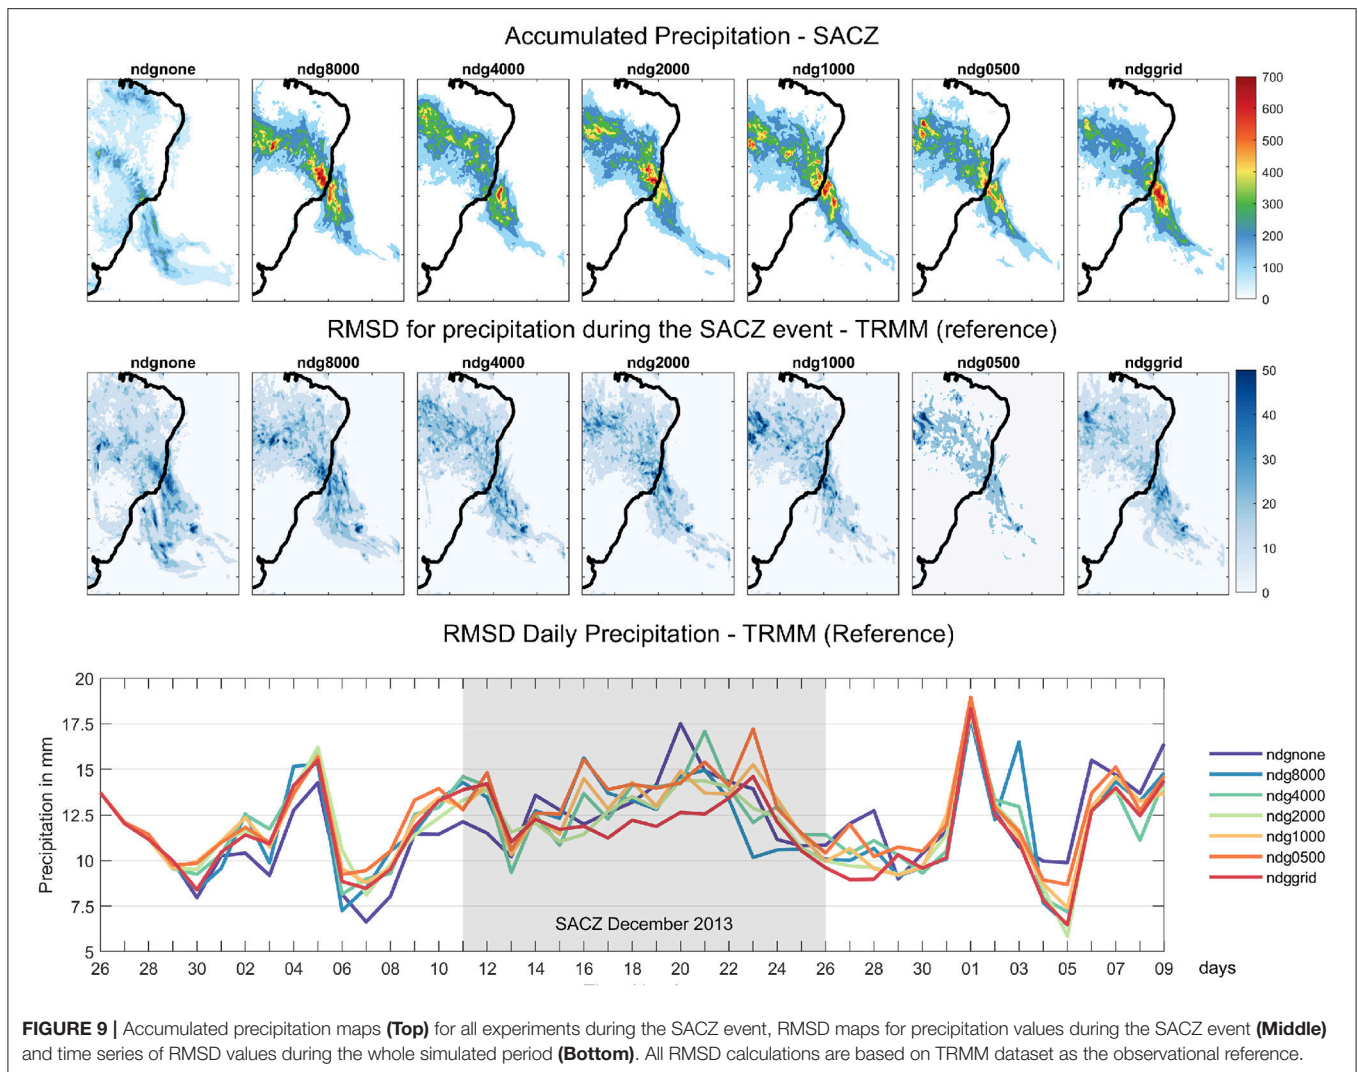 Accumulated Precipitation - SACZ
ndgnone ndg8000 ndg4000 ndg2000 ndg1000 ndg0500 ndggrid
700
600
500
400
300
200
100
0
RMSD for precipitation during the SACZ event - TRMM (reference)
ndgnone ndg8000 ndg4000 ndg2000 ndg1000 ndg0500 ndggrid
50
40
30
20
10
0
RMSD Daily Precipitation - TRMM (Reference)
Precipitation in mm
20
17.5
15
12.5
10
7.5
5
SACZ December 2013
26 28 30 02 04 06 08 10 12 14 16 18 20 22 24 26 28 30 01 03 05 07 09 days
ndgnone
ndg8000
ndg4000
ndg2000
ndg1000
ndg0500
ndggrid
FIGURE 9 | Accumulated precipitation maps (Top) for all experiments during the SACZ event, RMSD maps for precipitation values during the SACZ event (Middle)
and time series of RMSD values during the whole simulated period (Bottom). All RMSD calculations are based on TRMM dataset as the observational reference.